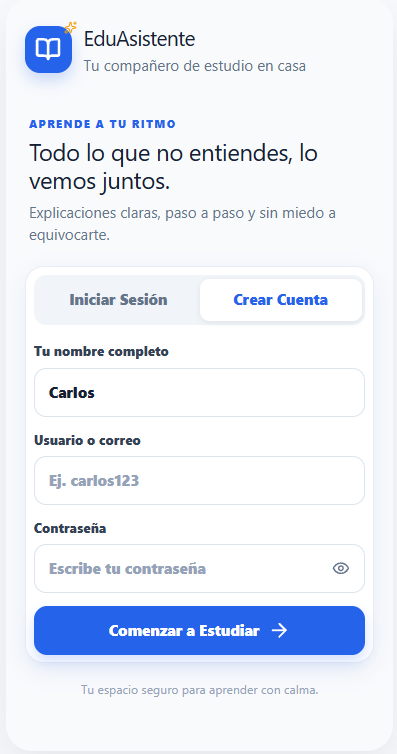 EduAsistente
Tu compañero de estudio en casa
APRENDE A TU RITMO
Todo lo que no entiendes, lo
vemos juntos.
Explicaciones claras, paso a paso y sin miedo a
equivocarte.
Iniciar Sesión
Crear Cuenta
Tu nombre completo
Carlos
Usuario o correo
Ej. carlos123
Contraseña
Escribe tu contraseña
Comenzar a Estudiar →
Tu espacio seguro para aprender con calma.